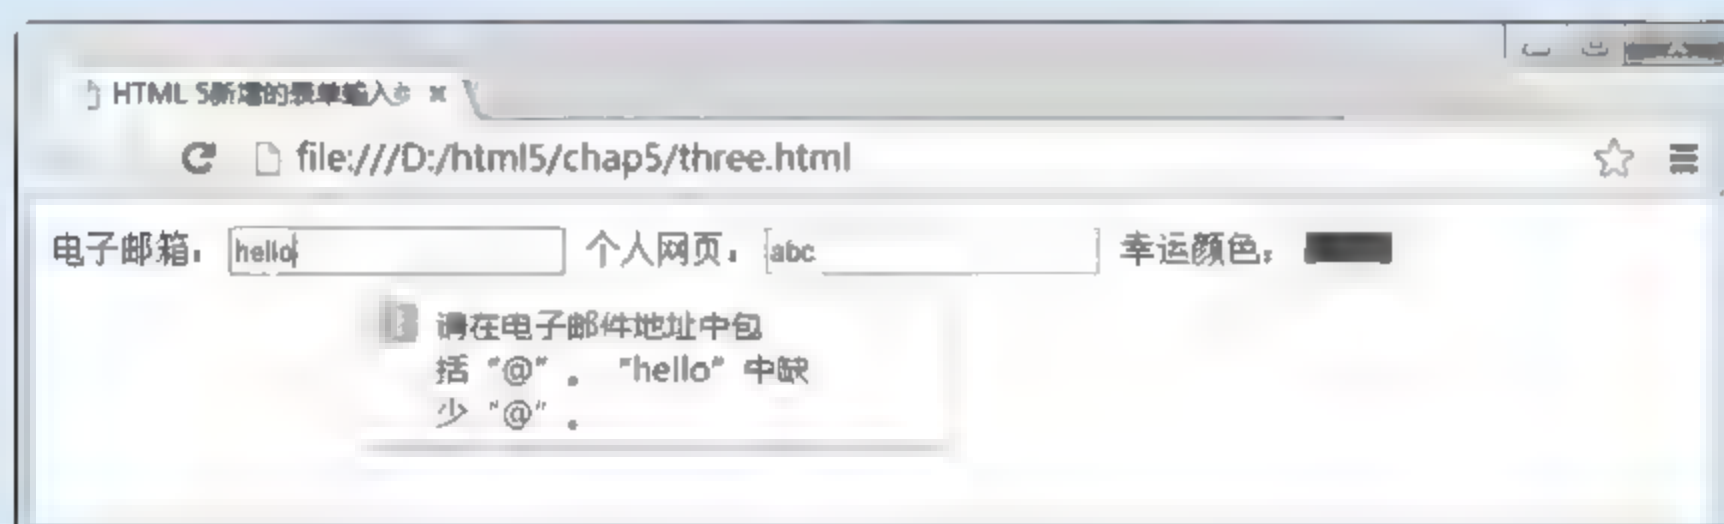 HTML 5新增的表单输入
file:///D:/html5/chap5/three.html
电子邮箱： hello 个人网页： abc 幸运颜色：
请在电子邮件地址中包
括 “@” 。 “hello” 中缺
少 “@” 。